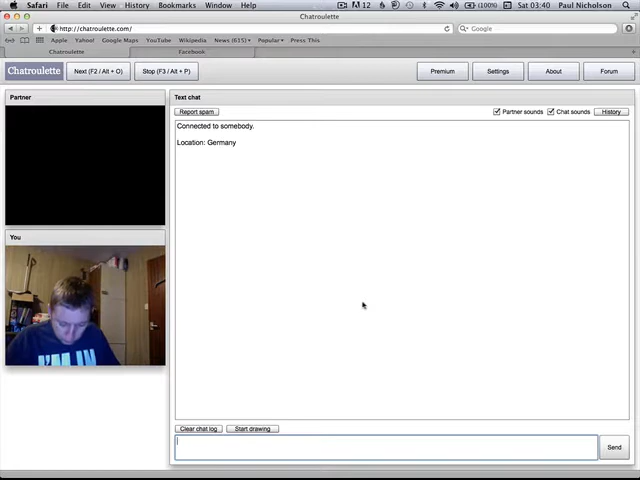 Safari File Edit View History Bookmarks Window Help 12 Sat 03:40 Paul Nicholson
Chatroulette
http://chatroulette.com/ Google
Apple Yahoo! Google Maps YouTube Wikipedia News (615) Popular Press This
Chatroulette Facebook
Chatroulette Next (F2 / Alt + O) Stop (F3 / Alt + P) Premium Settings About Forum
Partner Text chat
Report spam Partner sounds Chat sounds History
Connected to somebody.
Location: Germany
You
I'M IN
Clear chat log Start drawing
Send